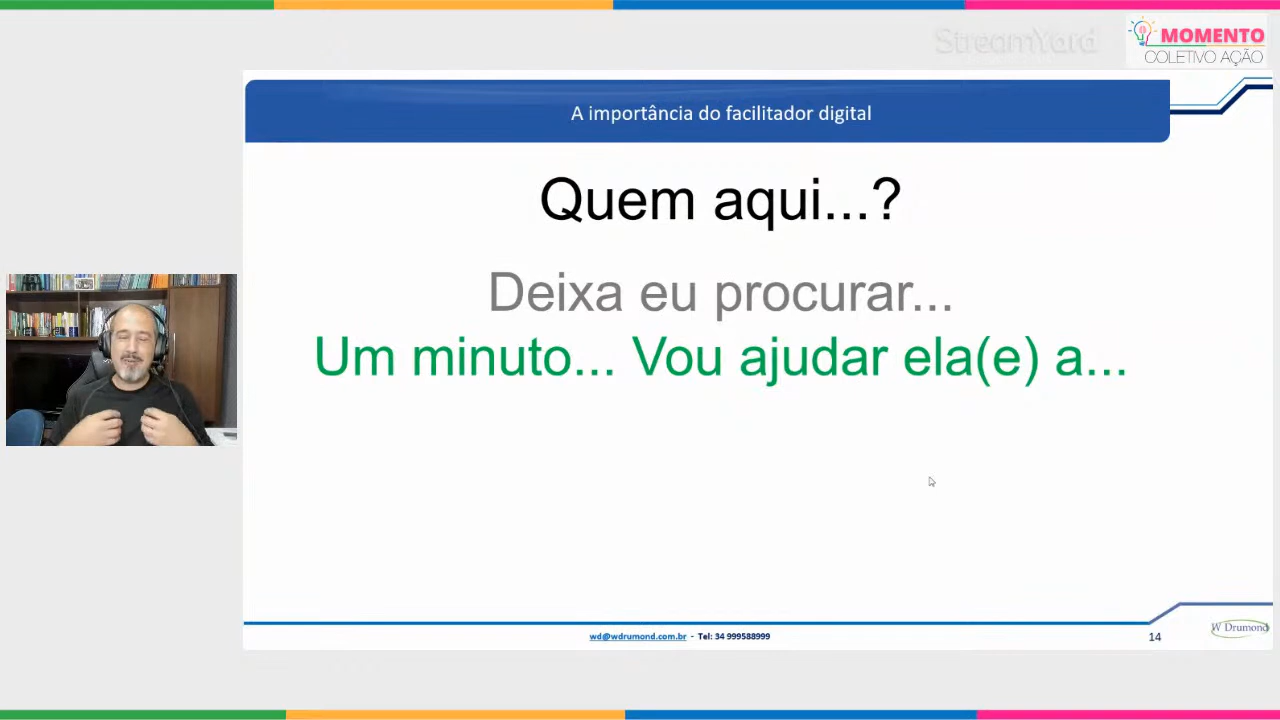 StreamYard
MOMENTO
COLETIVO AÇÃO
A importância do facilitador digital
Quem aqui...?
Deixa eu procurar...
Um minuto... Vou ajudar ela(e) a...
wd@wdrumond.com.br - Tel: 34 999588999
14
W Drumond